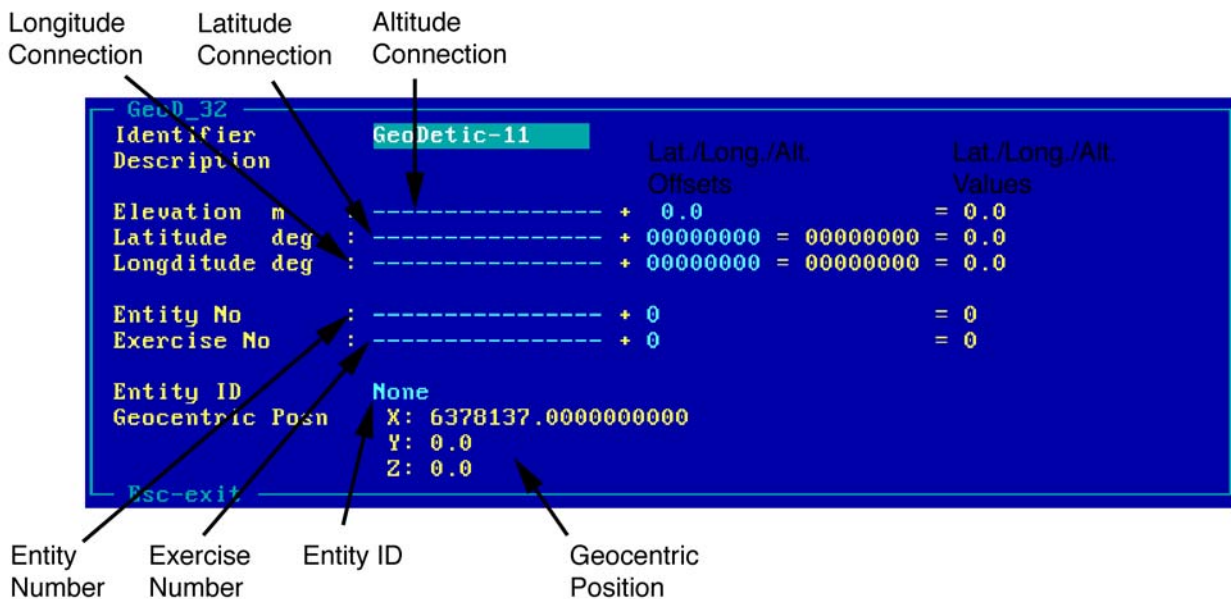 Longitude Connection
Latitude Connection
Altitude Connection
GeoD_32
Identifier GeoDetic-11
Description
Lat./Long./Alt. Offsets
Lat./Long./Alt. Values
Elevation m : ---------------- + 0.0 = 0.0
Latitude deg : ---------------- + 00000000 = 00000000 = 0.0
Longditude deg : ---------------- + 00000000 = 00000000 = 0.0
Entity No : ---------------- + 0 = 0
Exercise No : ---------------- + 0 = 0
Entity ID None
Geocentric Posn X: 6378137.0000000000
Y: 0.0
Z: 0.0
Esc-exit
Entity Number
Exercise Number
Entity ID
Geocentric Position